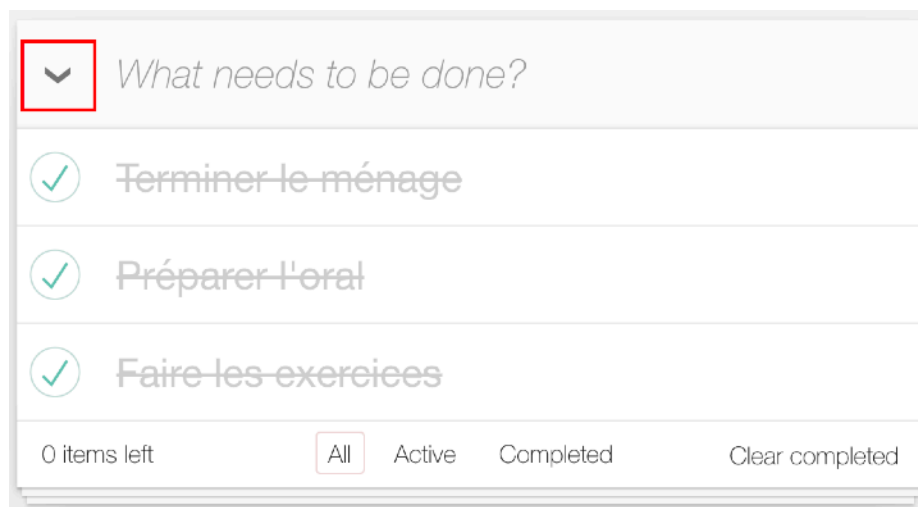 What needs to be done?
Terminer le ménage
Préparer l'oral
Faire les exercices
0 items left All Active Completed Clear completed